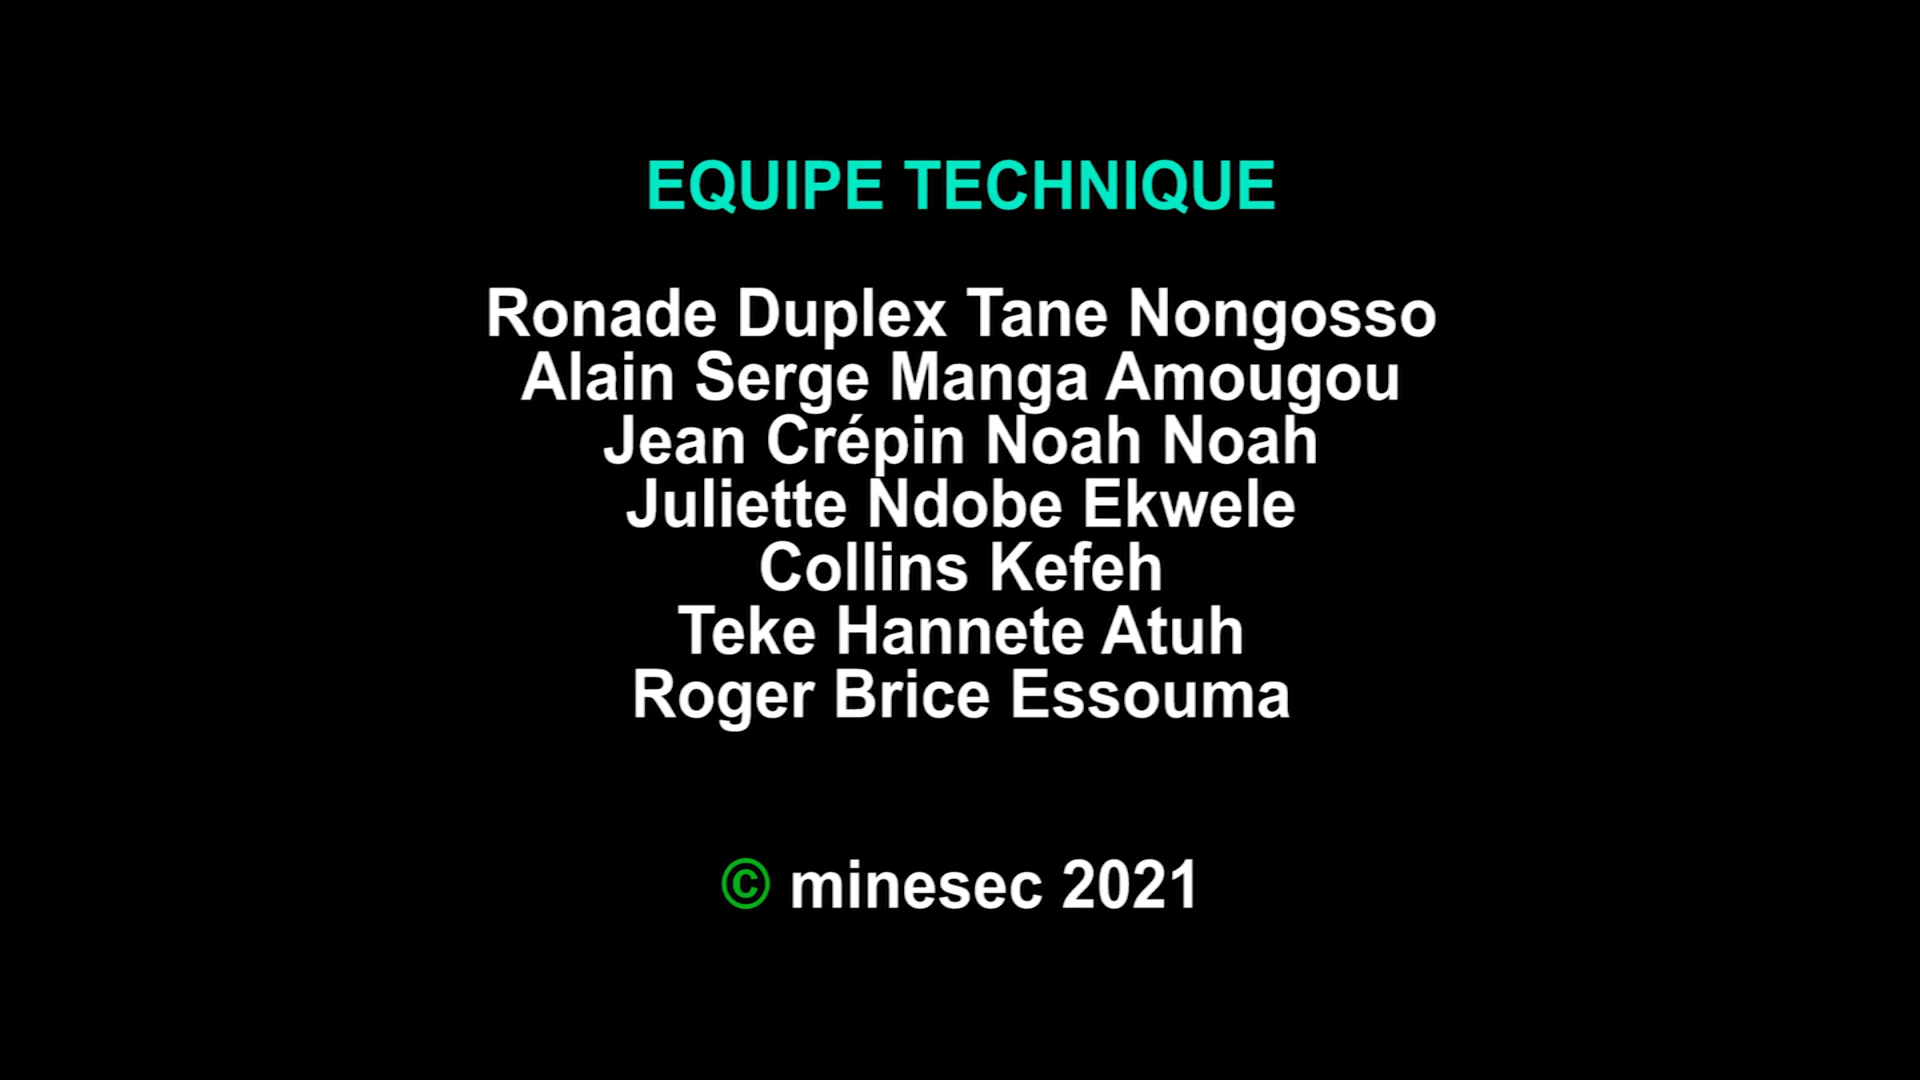 EQUIPE TECHNIQUE
Ronade Duplex Tane Nongosso
Alain Serge Manga Amougou
Jean Crépin Noah Noah
Juliette Ndobe Ekwele
Collins Kefeh
Teke Hannete Atuh
Roger Brice Essouma
© minesec 2021